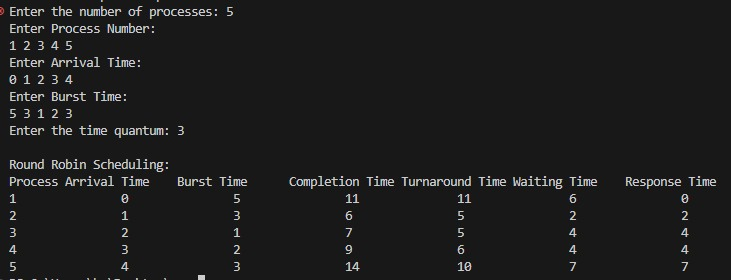 Enter the number of processes: 5
Enter Process Number:
1 2 3 4 5
Enter Arrival Time:
0 1 2 3 4
Enter Burst Time:
5 3 1 2 3
Enter the time quantum: 3
Round Robin Scheduling:
Process Arrival Time Burst Time Completion Time Turnaround Time Waiting Time Response Time
1 0 5 11 11 6 0
2 1 3 6 5 2 2
3 2 1 7 5 4 4
4 3 2 9 6 4 4
5 4 3 14 10 7 7